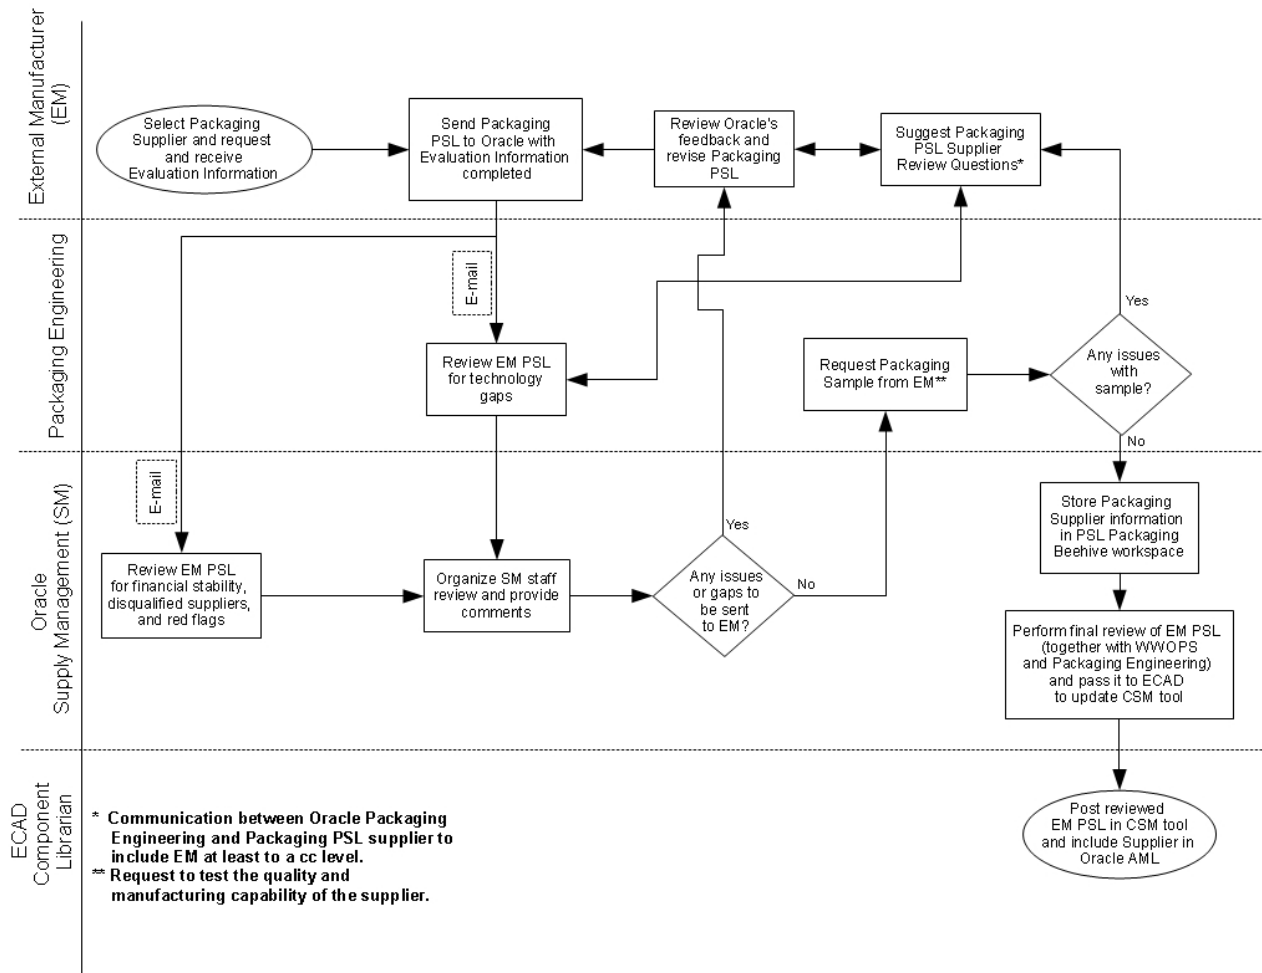 External Manufacturer
(EM)
Select Packaging
Supplier and request
and receive
Evaluation Information
Send Packaging
PSL to Oracle with
Evaluation Information
completed
Review Oracle's
feedback and
revise Packaging
PSL
Suggest Packaging
PSL Supplier
Review Questions*
Packaging Engineering
E-mail
Review EM PSL
for technology
gaps
Request Packaging
Sample from EM**
Any issues
with
sample?
Yes
No
Oracle
Supply Management (SM)
E-mail
Review EM PSL
for financial stability,
disqualified suppliers,
and red flags
Organize SM staff
review and provide
comments
Any issues
or gaps to
be sent
to EM?
Yes
No
Store Packaging
Supplier information
in PSL Packaging
Beehive workspace
Perform final review of EM PSL
(together with WWOPS
and Packaging Engineering)
and pass it to ECAD
to update CSM tool
ECAD
Component
Librarian
* Communication between Oracle Packaging
Engineering and Packaging PSL supplier to
include EM at least to a cc level.
** Request to test the quality and
manufacturing capability of the supplier.
Post reviewed
EM PSL in CSM tool
and include Supplier in
Oracle AML